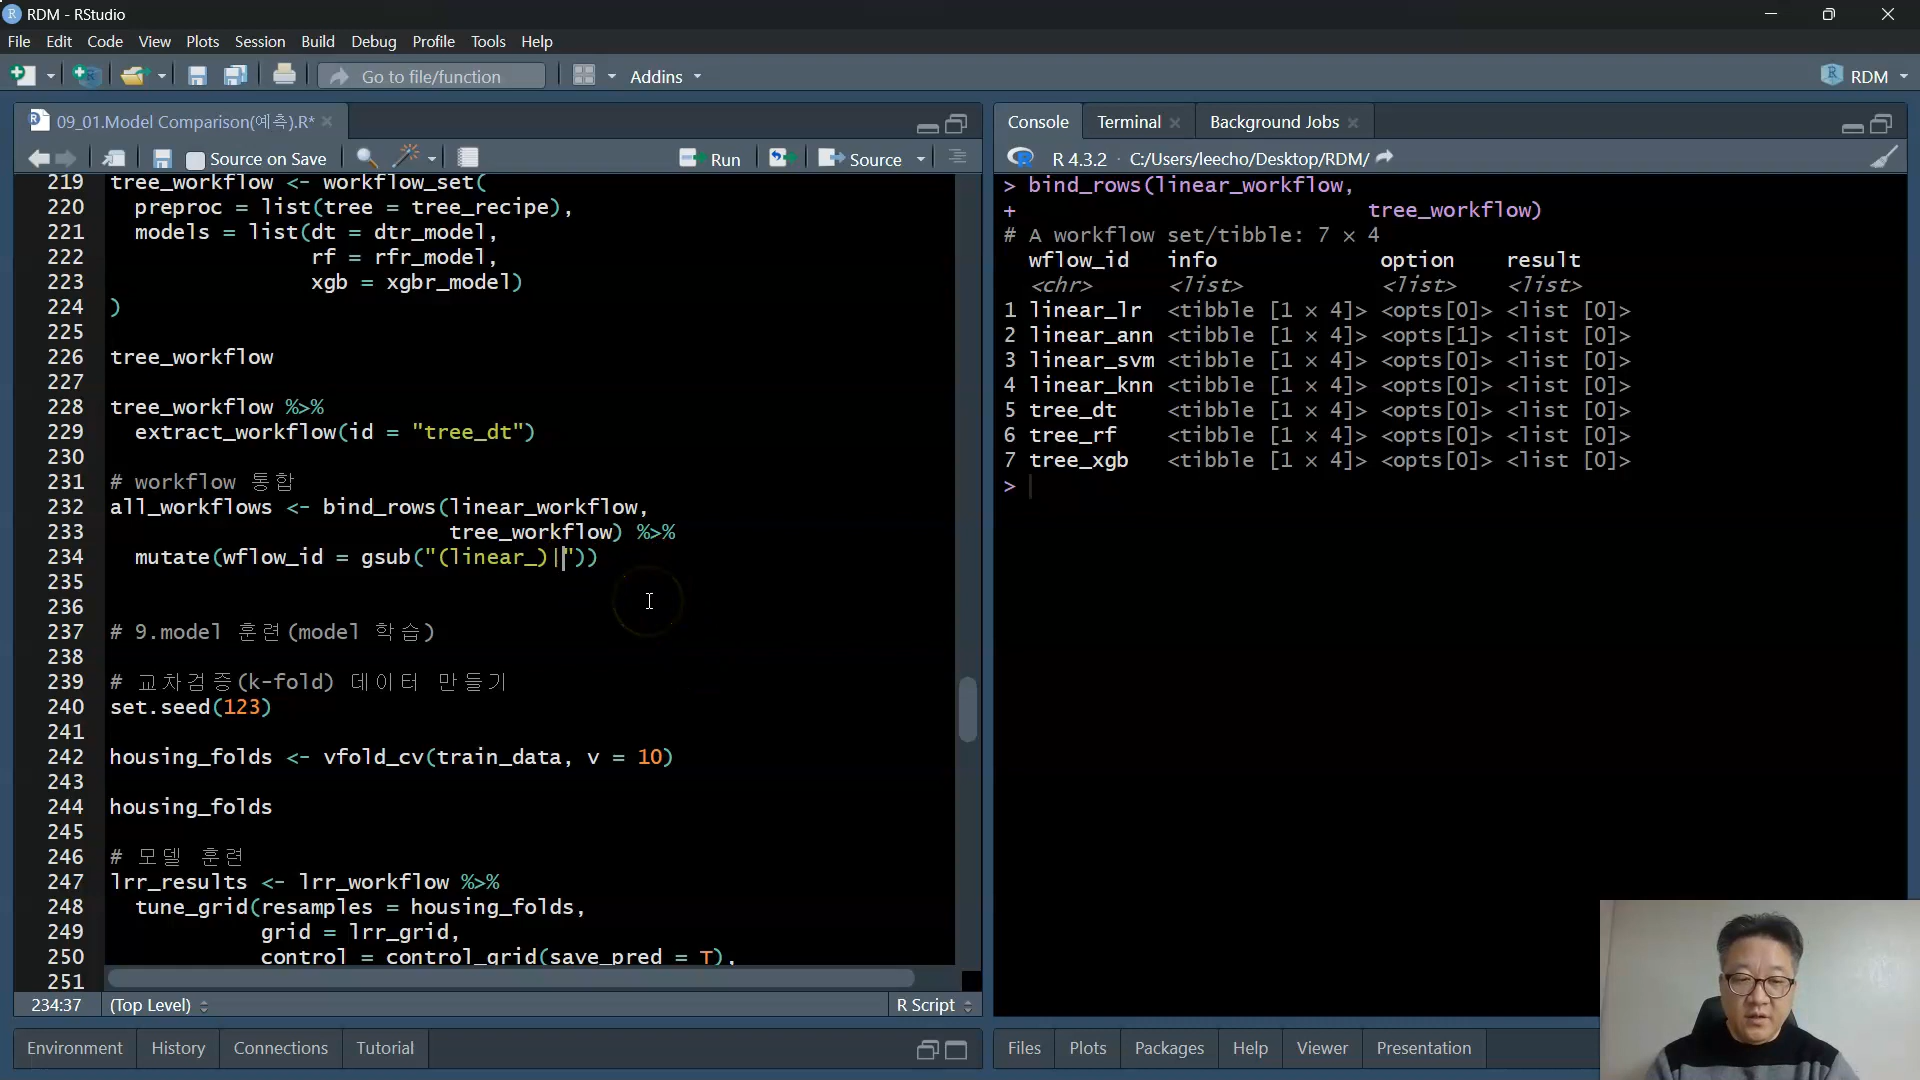 RDM - RStudio
File Edit Code View Plots Session Build Debug Profile Tools Help
Go to file/function Addins RDM
09_01.Model Comparison(예측).R*
Source on Save Run Source
219 tree_workflow <- workflow_set(
220 preproc = list(tree = tree_recipe),
221 models = list(dt = dtr_model,
222 rf = rfr_model,
223 xgb = xgbr_model)
224 )
225
226 tree_workflow
227
228 tree_workflow %>%
229 extract_workflow(id = "tree_dt")
230
231 # workflow 통합
232 all_workflows <- bind_rows(linear_workflow,
233 tree_workflow) %>%
234 mutate(wflow_id = gsub("(linear_)|"))
235
236
237 # 9.model 훈련(model 학습)
238
239 # 교차검증(k-fold) 데이터 만들기
240 set.seed(123)
241
242 housing_folds <- vfold_cv(train_data, v = 10)
243
244 housing_folds
245
246 # 모델 훈련
247 lrr_results <- lrr_workflow %>%
248 tune_grid(resamples = housing_folds,
249 grid = lrr_grid,
250 control = control_grid(save_pred = T),
251
234:37 (Top Level) R Script
Environment History Connections Tutorial
Console Terminal Background Jobs
R 4.3.2 · C:/Users/leecho/Desktop/RDM/
> bind_rows(linear_workflow,
+ tree_workflow)
# A workflow set/tibble: 7 × 4
wflow_id info option result
<chr> <list> <list> <list>
1 linear_lr <tibble [1 × 4]> <opts[0]> <list [0]>
2 linear_ann <tibble [1 × 4]> <opts[1]> <list [0]>
3 linear_svm <tibble [1 × 4]> <opts[0]> <list [0]>
4 linear_knn <tibble [1 × 4]> <opts[0]> <list [0]>
5 tree_dt <tibble [1 × 4]> <opts[0]> <list [0]>
6 tree_rf <tibble [1 × 4]> <opts[0]> <list [0]>
7 tree_xgb <tibble [1 × 4]> <opts[0]> <list [0]>
>
Files Plots Packages Help Viewer Presentation